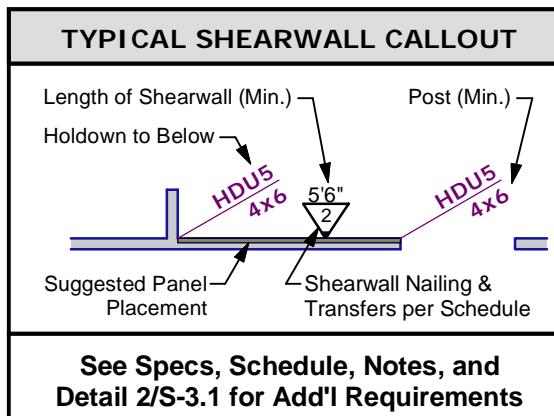 TYPICAL SHEARWALL CALLOUT
Length of Shearwall (Min.)
Post (Min.)
Holdown to Below
HDU5
4x6
5'6"
2
HDU5
4x6
Suggested Panel
Placement
Shearwall Nailing &
Transfers per Schedule
See Specs, Schedule, Notes, and
Detail 2/S-3.1 for Add'l Requirements